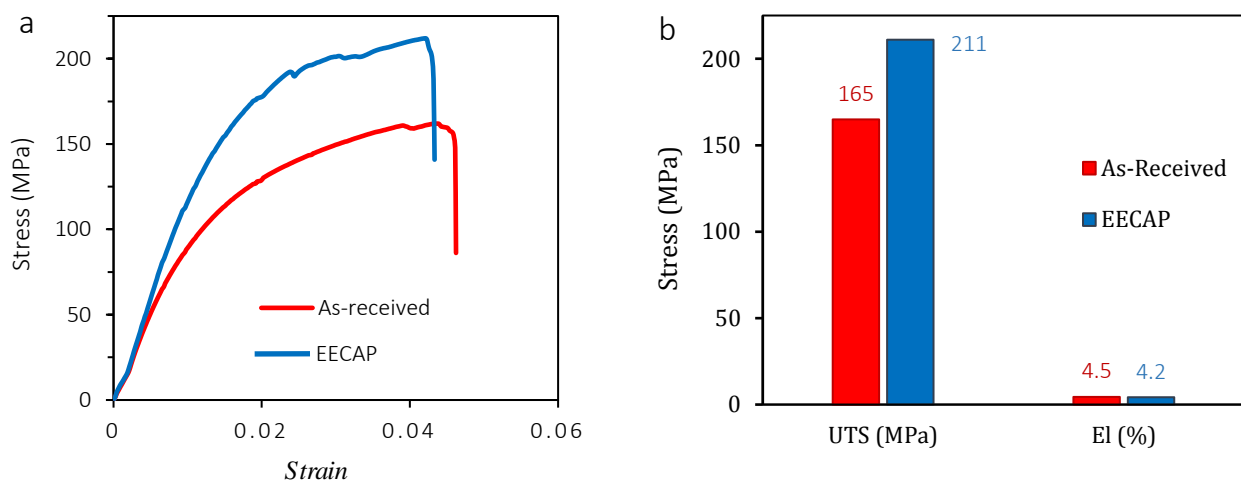 a
Stress (MPa)
200
150
100
50
0
0
0.02
0.04
0.06
Strain
As-received
EECAP
b
Stress (MPa)
200
150
100
50
0
165
211
4.5
4.2
As-Received
EECAP
UTS (MPa)
El (%)